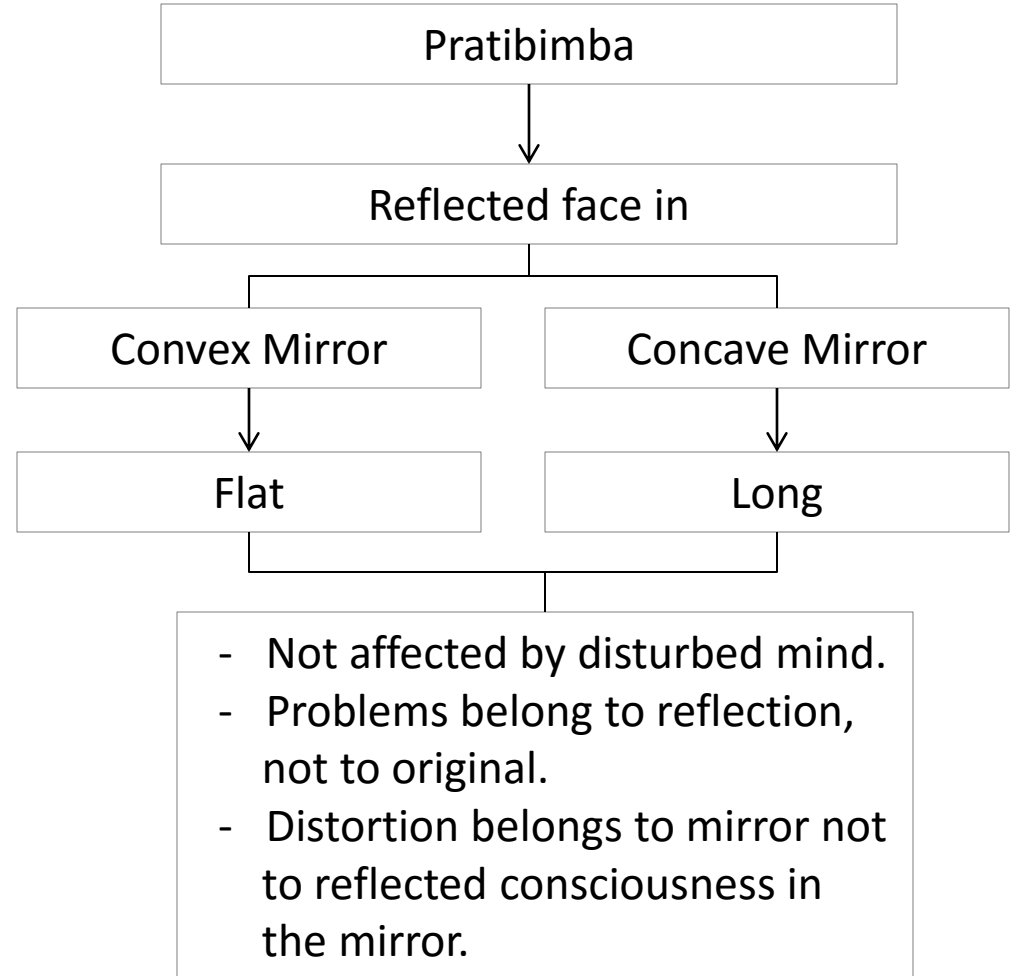 Pratibimba
Reflected face in
Convex Mirror
Concave Mirror
Flat
Long
- Not affected by disturbed mind.
- Problems belong to reflection,
not to original.
- Distortion belongs to mirror not
to reflected consciousness in
the mirror.